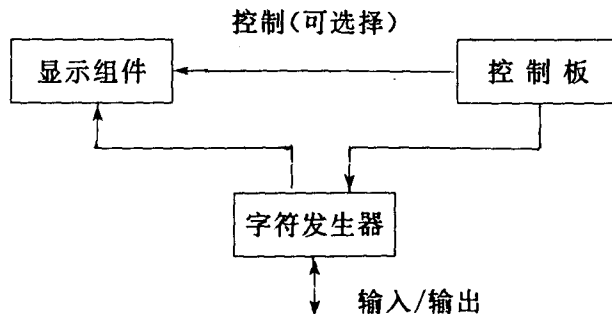 控制(可选择)
显示组件
控制板
字符发生器
输入/输出